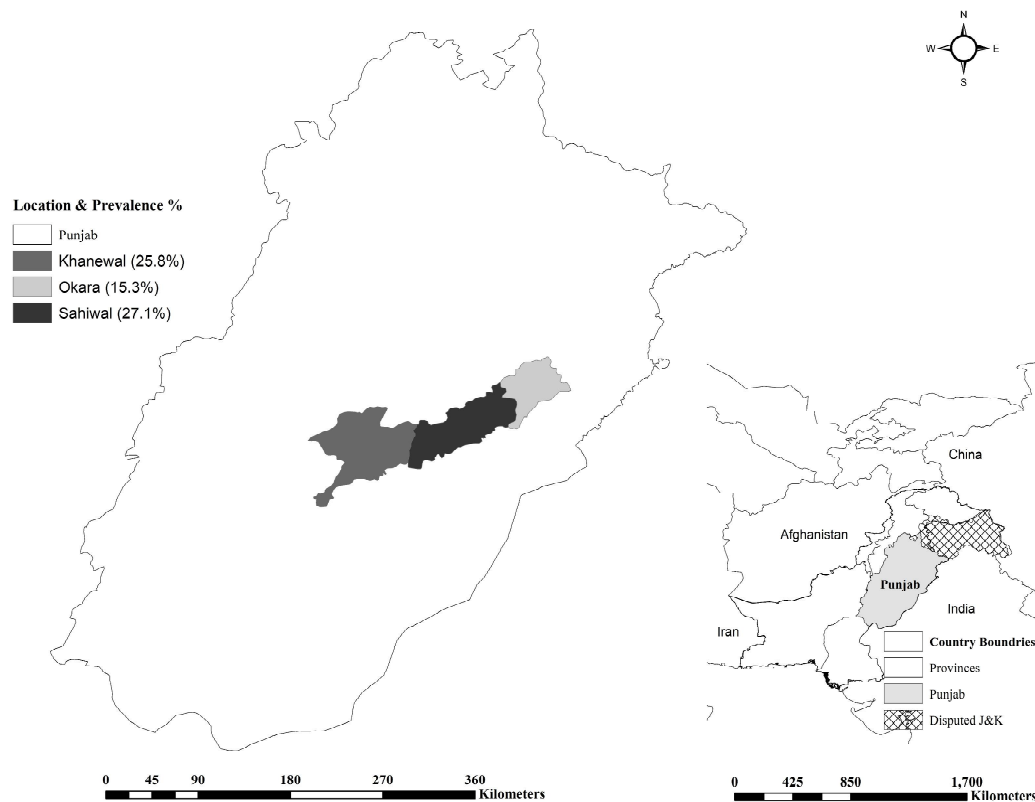 N
W E
S
Location & Prevalence %
Punjab
Khanewal (25.8%)
Okara (15.3%)
Sahiwal (27.1%)
China
Afghanistan
Punjab
India
Iran
Country Boundries
Provinces
Punjab
Disputed J&K
0 45 90 180 270 360
Kilometers
0 425 850 1,700
Kilometers